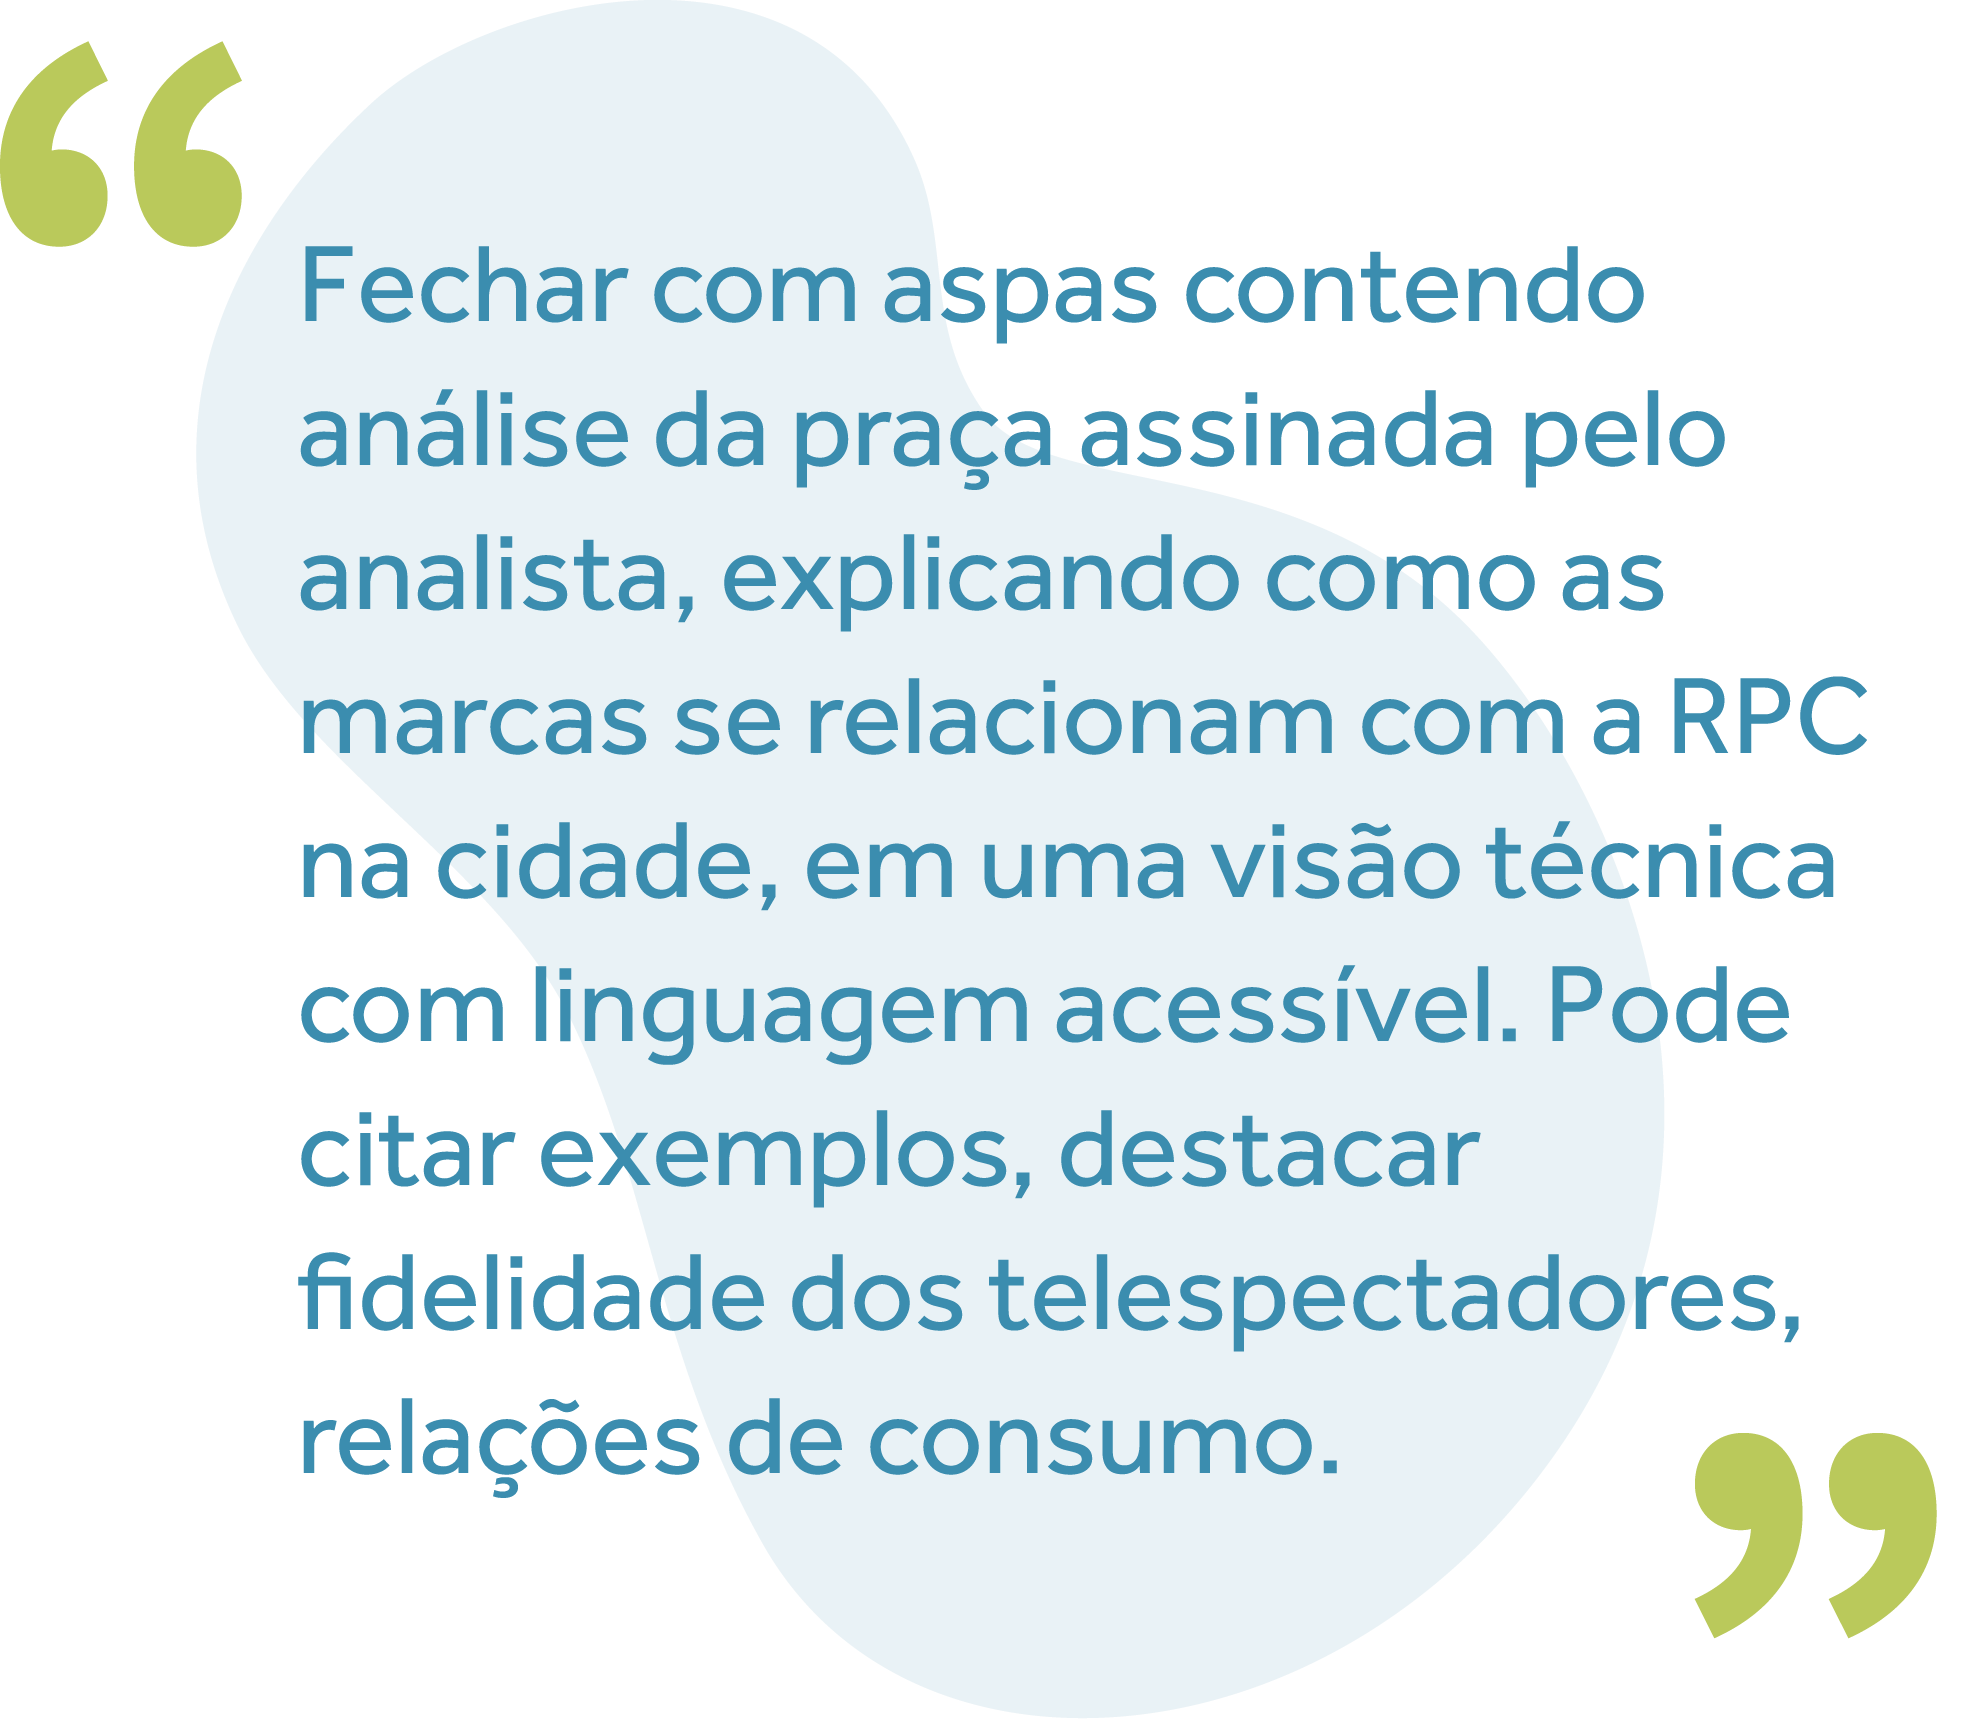 “
Fechar com aspas contendo
análise da praça assinada pelo
analista, explicando como as
marcas se relacionam com a RPC
na cidade, em uma visão técnica
com linguagem acessível. Pode
citar exemplos, destacar
fidelidade dos telespectadores,
relações de consumo.
”